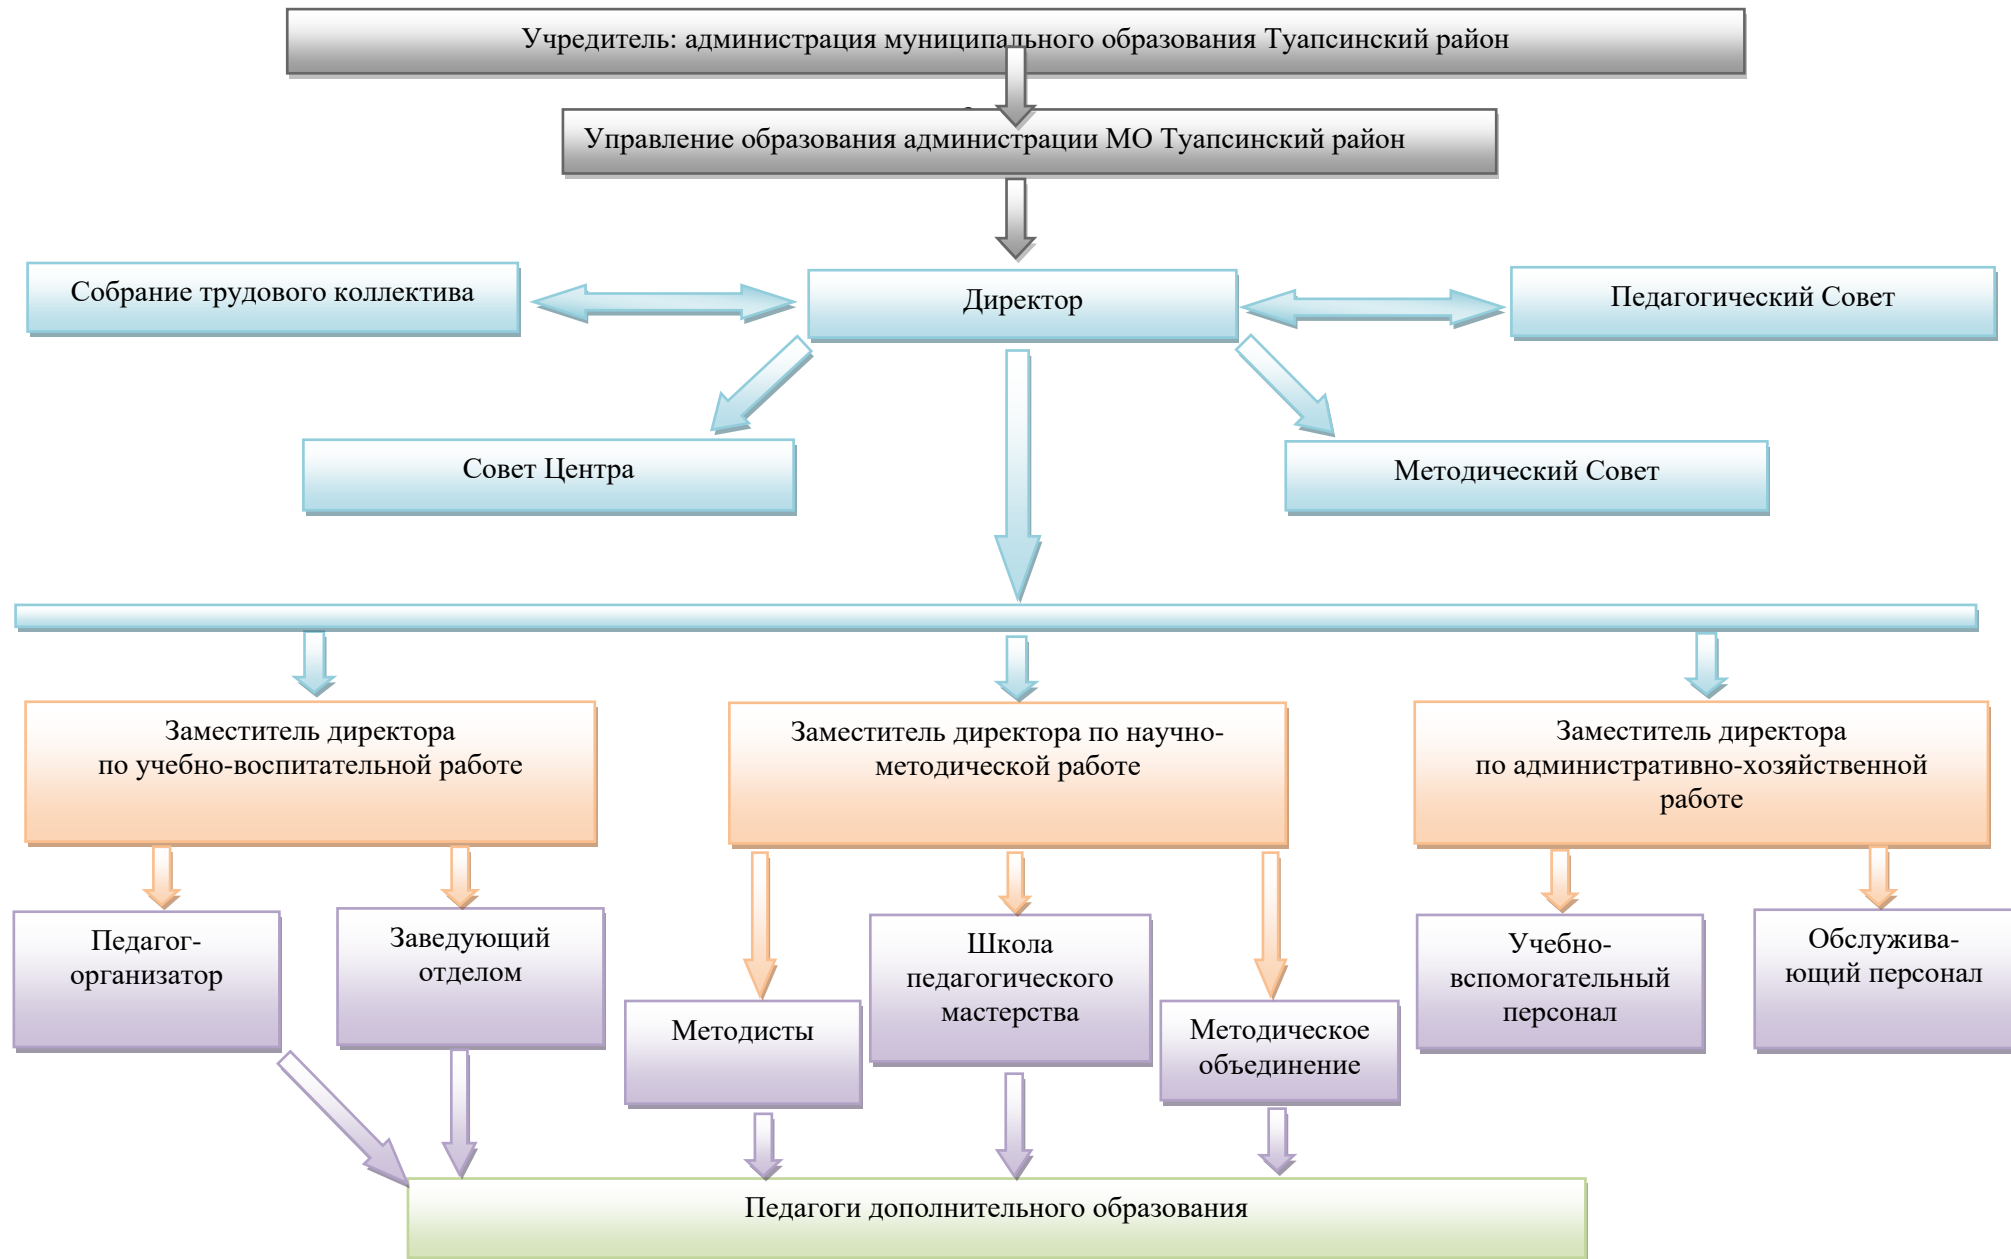 Учредитель: администрация муниципального образования Туапсинский район
Управление образования администрации МО Туапсинский район
Собрание трудового коллектива
Директор
Педагогический Совет
Совет Центра
Методический Совет
Заместитель директора
по учебно-воспитательной работе
Заместитель директора по научно-
методической работе
Заместитель директора
по административно-хозяйственной
работе
Педагог-
организатор
Заведующий
отделом
Методисты
Школа
педагогического
мастерства
Методическое
объединение
Учебно-
вспомогательный
персонал
Обслужива-
ющий персонал
Педагоги дополнительного образования